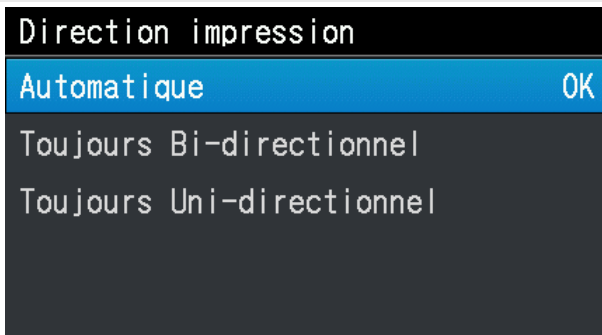 Direction impression
Automatique OK
Toujours Bi-directionnel
Toujours Uni-directionnel